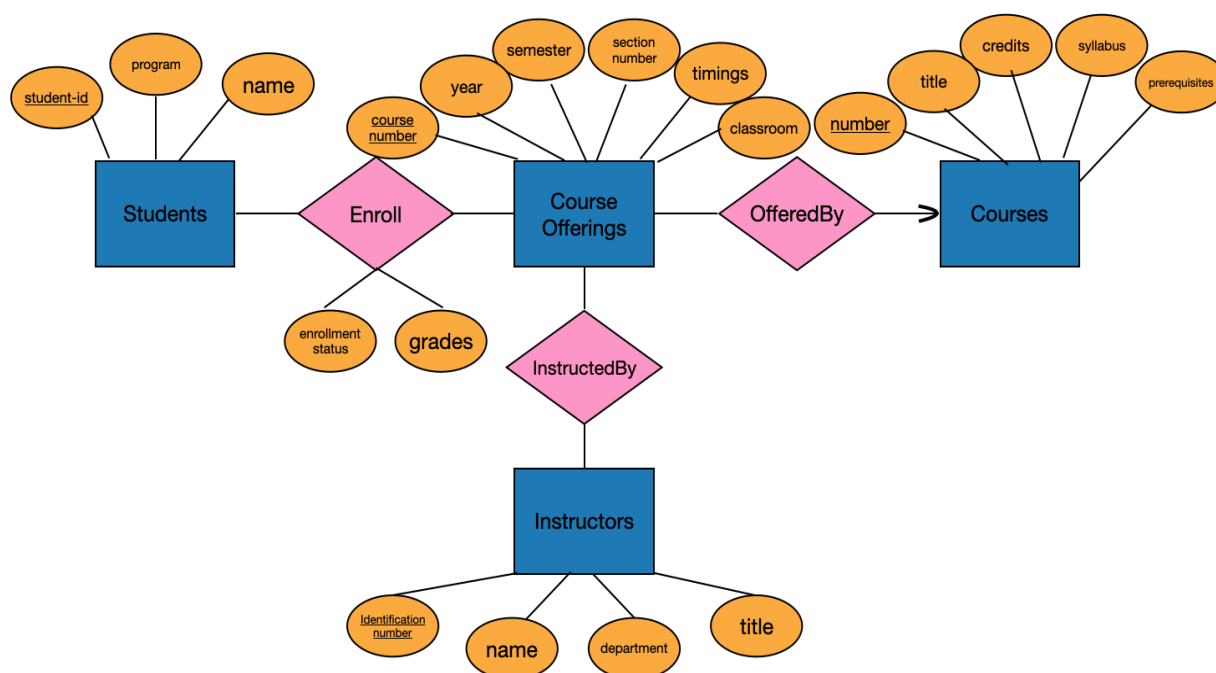 student-id
program
name
course
number
year
semester
section
number
timings
classroom
number
title
credits
syllabus
prerequisites
Students
Enroll
Course
Offerings
OfferedBy
Courses
enrollment
status
grades
InstructedBy
Instructors
Identification
number
name
department
title